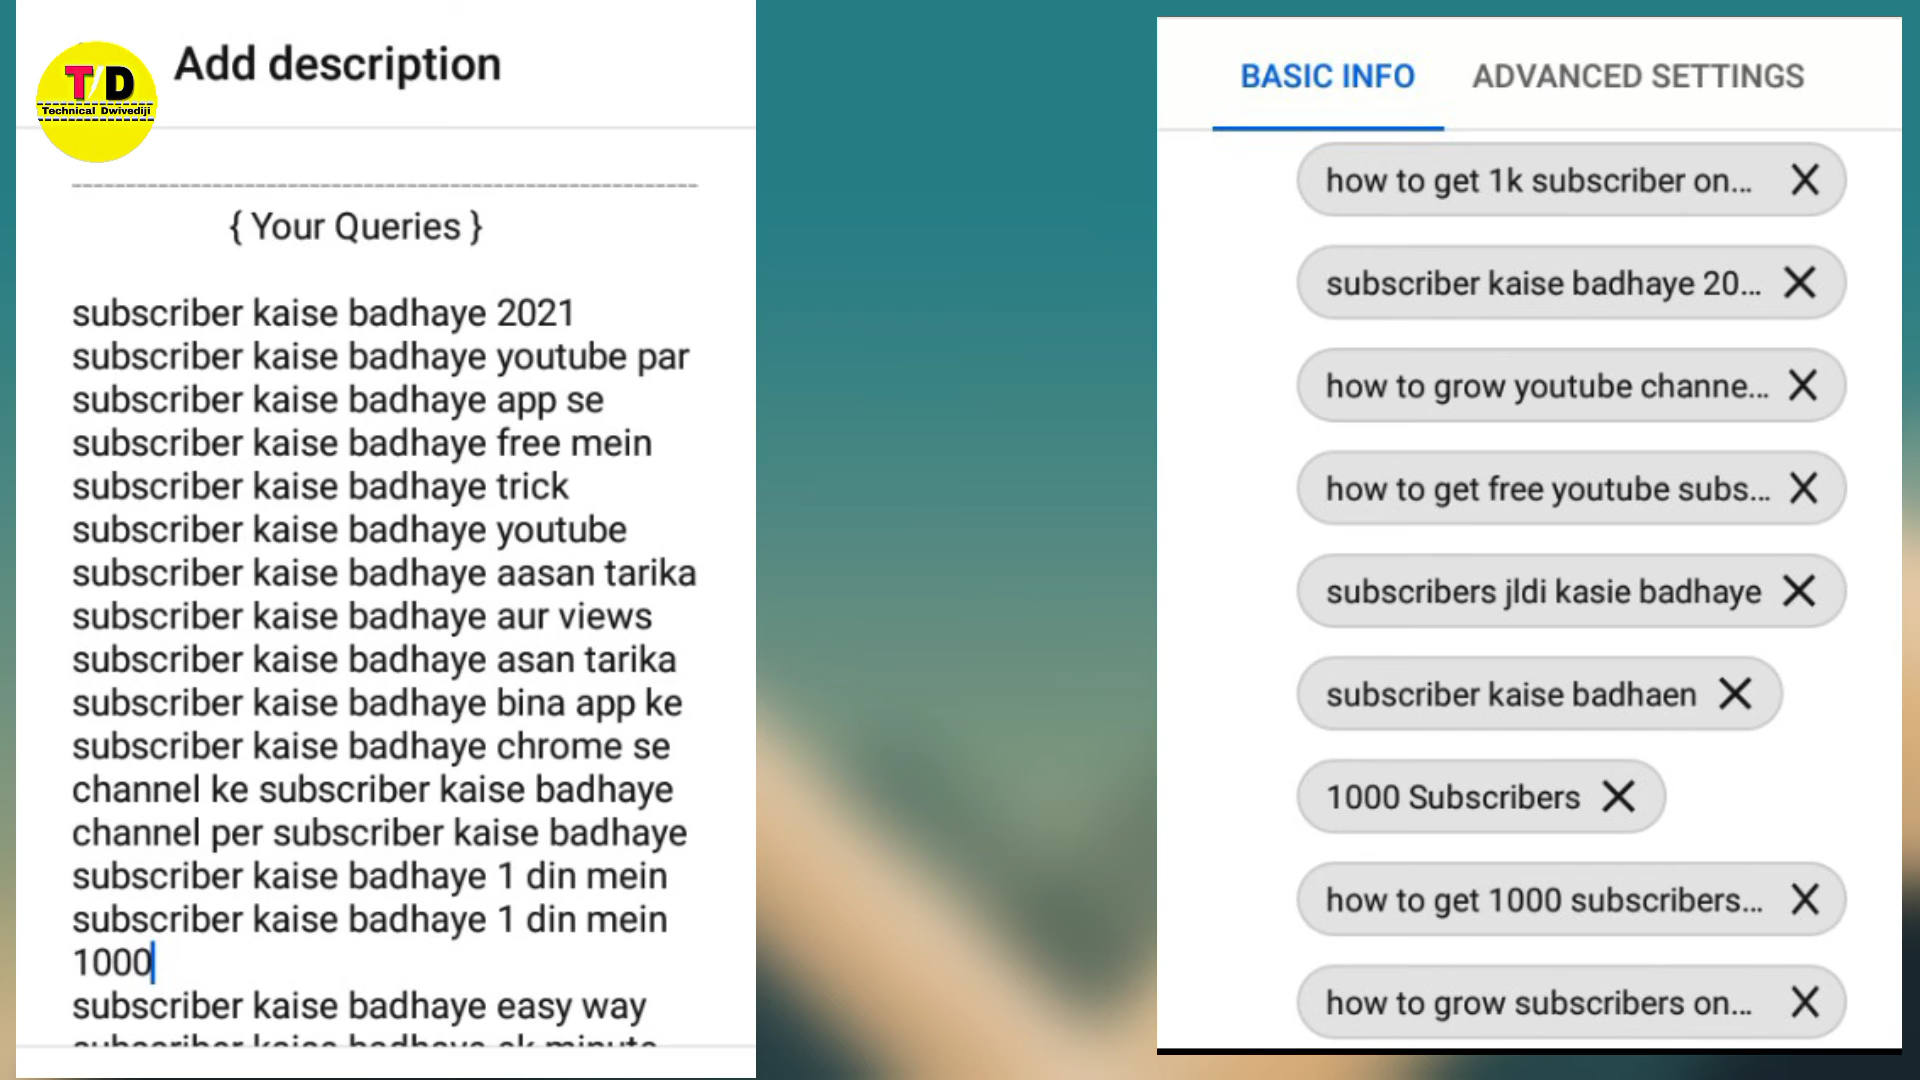 T/D
Technical Dwivediji
Add description
{ Your Queries }
subscriber kaise badhaye 2021
subscriber kaise badhaye youtube par
subscriber kaise badhaye app se
subscriber kaise badhaye free mein
subscriber kaise badhaye trick
subscriber kaise badhaye youtube
subscriber kaise badhaye aasan tarika
subscriber kaise badhaye aur views
subscriber kaise badhaye asan tarika
subscriber kaise badhaye bina app ke
subscriber kaise badhaye chrome se
channel ke subscriber kaise badhaye
channel per subscriber kaise badhaye
subscriber kaise badhaye 1 din mein
subscriber kaise badhaye 1 din mein
1000
subscriber kaise badhaye easy way
subscriber kaise badhaye ek minute
BASIC INFO ADVANCED SETTINGS
how to get 1k subscriber on...
subscriber kaise badhaye 20...
how to grow youtube channe...
how to get free youtube subs...
subscribers jldi kasie badhaye
subscriber kaise badhaen
1000 Subscribers
how to get 1000 subscribers...
how to grow subscribers on...